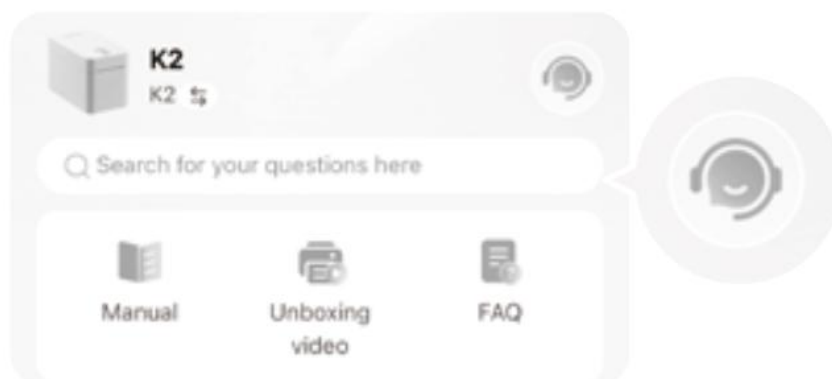 K2
K2
Search for your questions here
Manual
Unboxing
video
FAQ